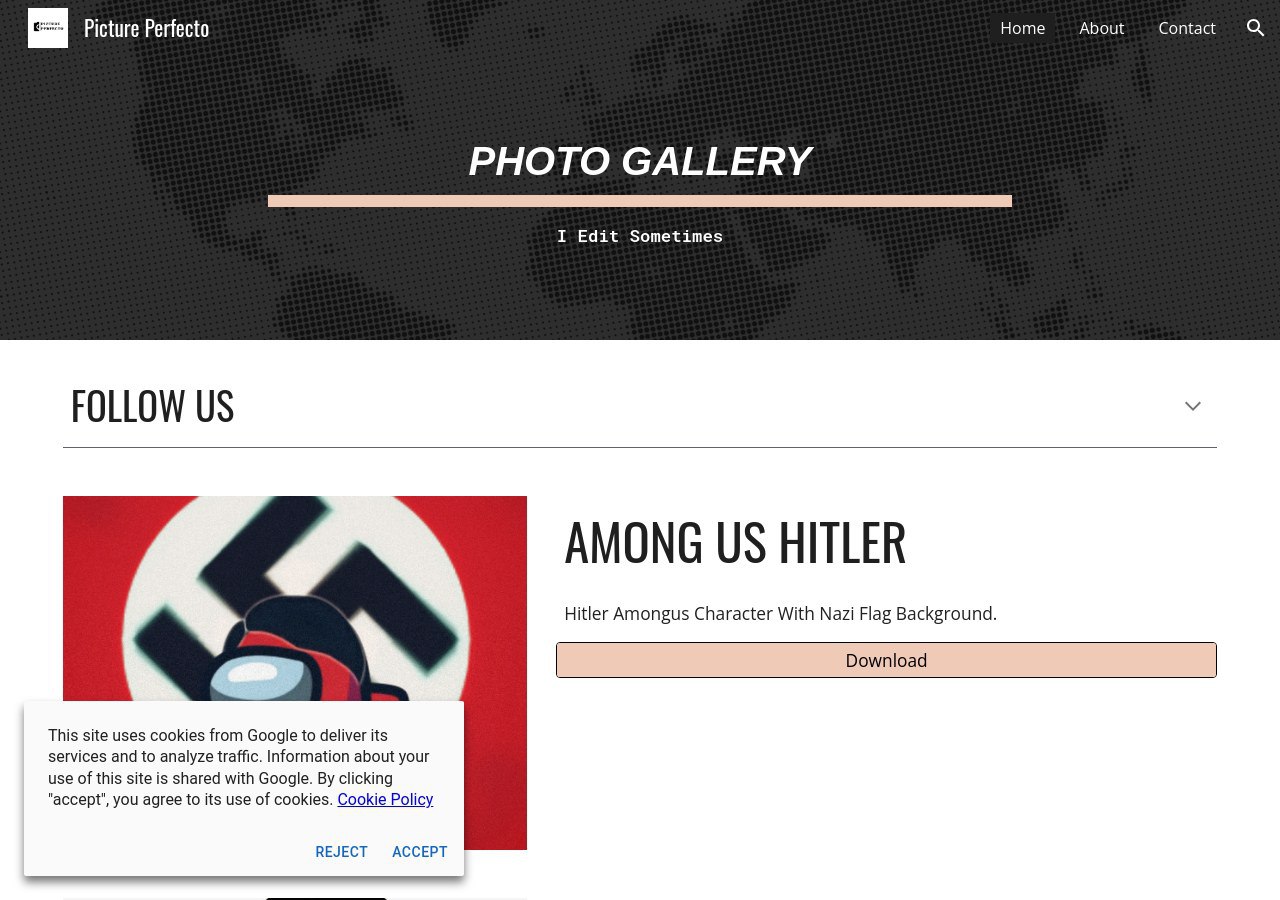 Picture Perfecto
Home
About
Contact
PHOTO GALLERY
I Edit Sometimes
FOLLOW US
AMONG US HITLER
Hitler Amongus Character With Nazi Flag Background.
Download
This site uses cookies from Google to deliver its
services and to analyze traffic. Information about your
use of this site is shared with Google. By clicking
"accept", you agree to its use of cookies. Cookie Policy
REJECT
ACCEPT